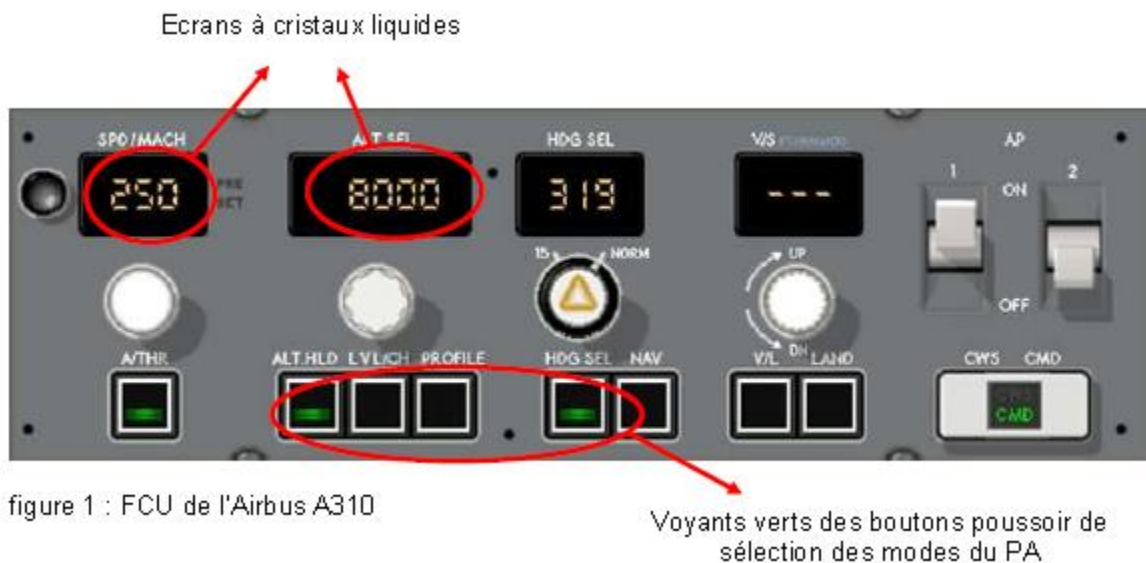 Ecrans à cristaux liquides
SPD/MACH
ALT SEL
HDG SEL
V/S
AP
250
PRE
SET
8000
319
---
1
2
ON
OFF
15
NORM
UP
DN
A/THR
ALT.HLD
LVL/CH
PROFILE
HDG SEL
NAV
V/L
LAND
CWS
CMD
CMD
figure 1 : FCU de l'Airbus A310
Voyants verts des boutons poussoir de
sélection des modes du PA